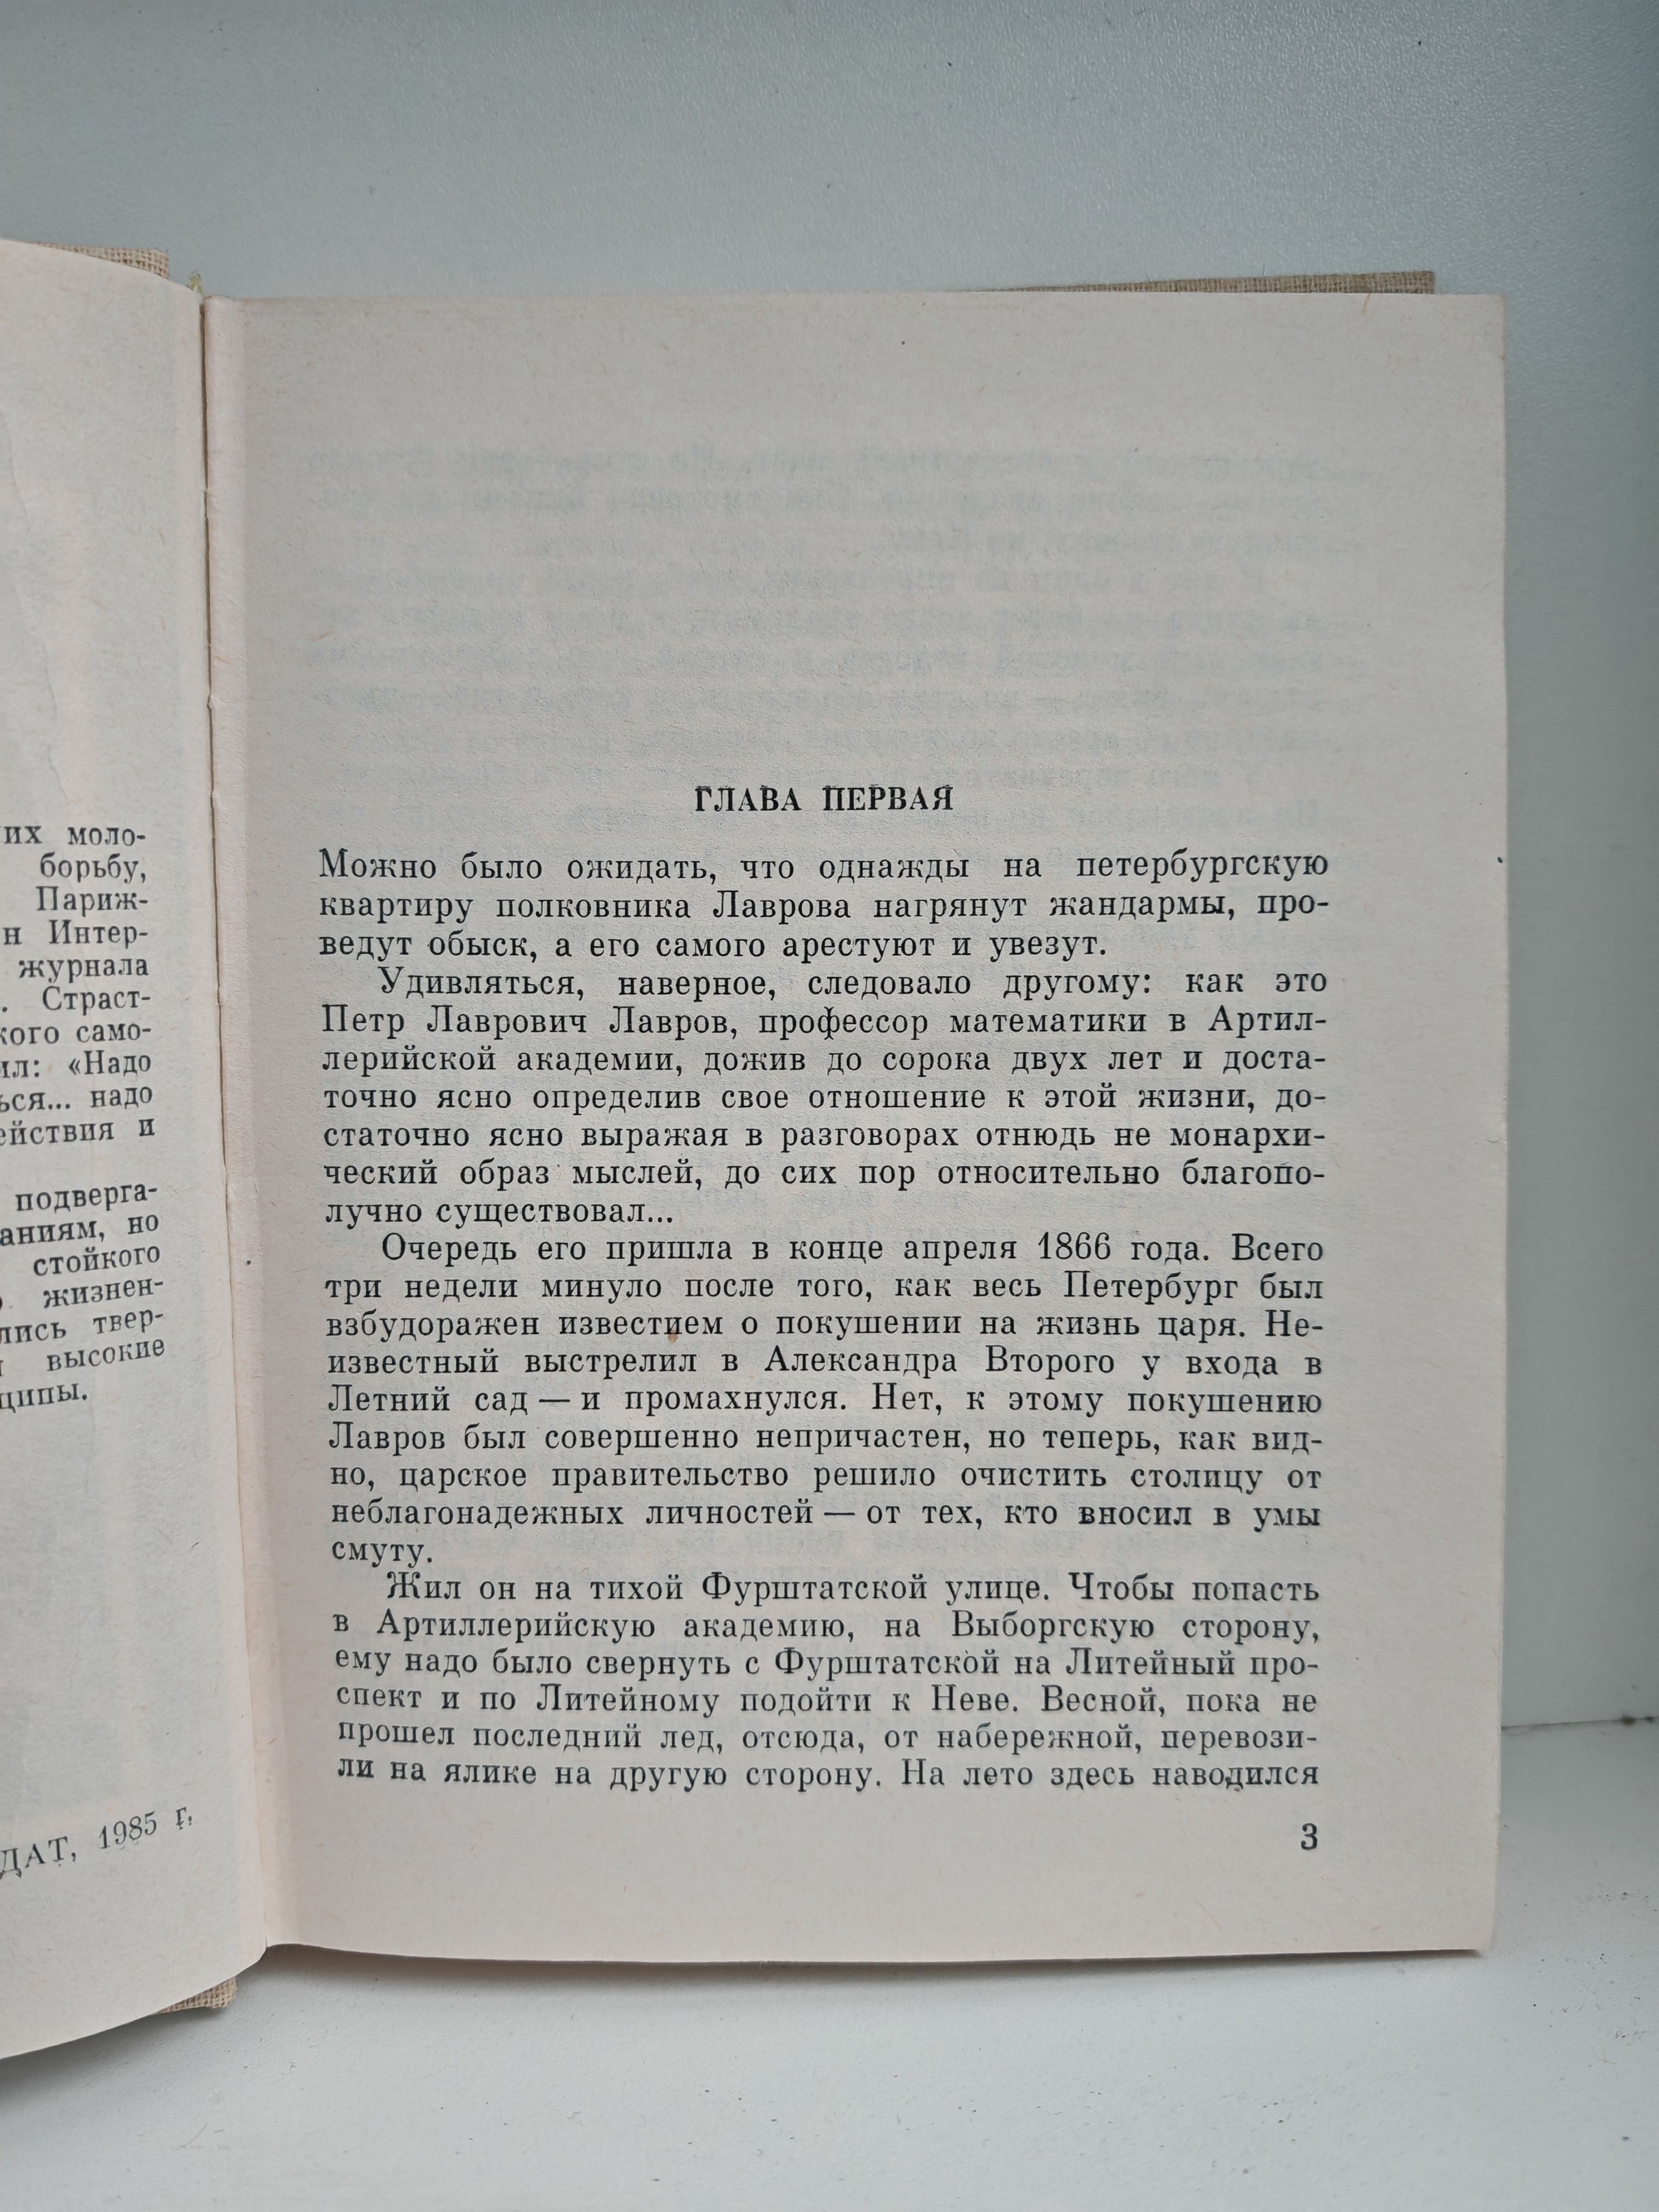 их моло-
борьбу,
Париж-
н Интер-
журнала
Страст-
кого само-
ил: «Надо
ься... надо
ействия и
подверга-
аниям, но
стойкого
жизнен-
лись твер-
высокие
ципы.
ДАТ, 1985 г.
ГЛАВА ПЕРВАЯ
Можно было ожидать, что однажды на петербургскую
квартиру полковника Лаврова нагрянут жандармы, про-
ведут обыск, а его самого арестуют и увезут.
Удивляться, наверное, следовало другому: как это
Петр Лаврович Лавров, профессор математики в Артил-
лерийской академии, дожив до сорока двух лет и доста-
точно ясно определив свое отношение к этой жизни, до-
статочно ясно выражая в разговорах отнюдь не монархи-
ческий образ мыслей, до сих пор относительно благопо-
лучно существовал...
Очередь его пришла в конце апреля 1866 года. Всего
три недели минуло после того, как весь Петербург был
взбудоражен известием о покушении на жизнь царя. Не-
известный выстрелил в Александра Второго у входа в
Летний сад — и промахнулся. Нет, к этому покушению
Лавров был совершенно непричастен, но теперь, как вид-
но, царское правительство решило очистить столицу от
неблагонадежных личностей — от тех, кто вносил в умы
смуту.
Жил он на тихой Фурштатской улице. Чтобы попасть
в Артиллерийскую академию, на Выборгскую сторону,
ему надо было свернуть с Фурштатской на Литейный про-
спект и по Литейному подойти к Неве. Весной, пока не
прошел последний лед, отсюда, от набережной, перевози-
ли на ялике на другую сторону. На лето здесь наводился
3